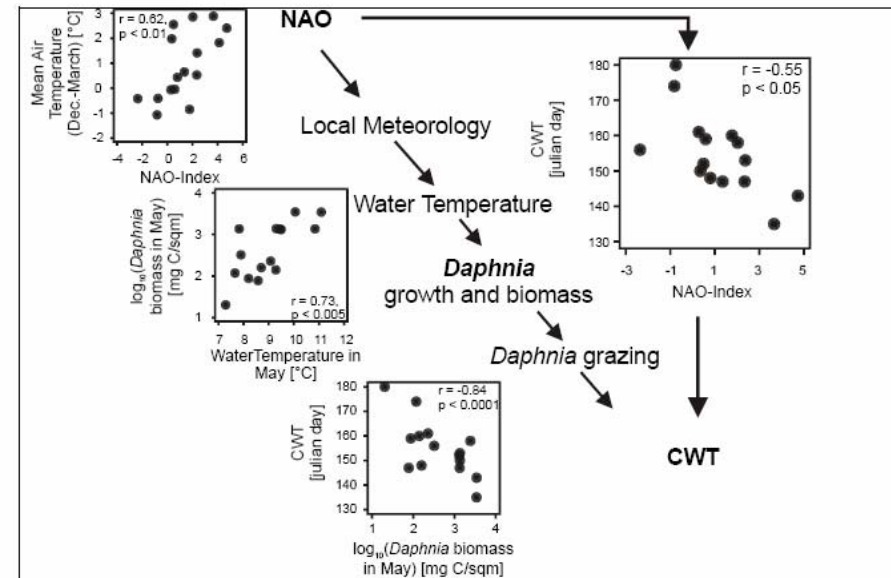 NAO
r = 0.62,
p < 0.01
Mean Air
Temperature
(Dec.-March) [°C]
3
2
1
0
-1
-2
-4
-2
0
2
4
6
NAO-Index
Local Meteorology
Water Temperature
Daphnia
growth and biomass
Daphnia grazing
CWT
r = -0.55
p < 0.05
CWT
[julian day]
180
170
160
150
140
130
-3
-1
1
3
5
NAO-Index
log₁₀(Daphnia
biomass in May)
[mg C/sqm]
4
3
2
1
r = 0.73,
p < 0.005
7
8
9
10
11
12
WaterTemperature in
May [°C]
r = -0.84
p < 0.0001
CWT
[julian day]
180
170
160
150
140
130
1
2
3
4
log₁₀(Daphnia biomass
in May) [mg C/sqm]